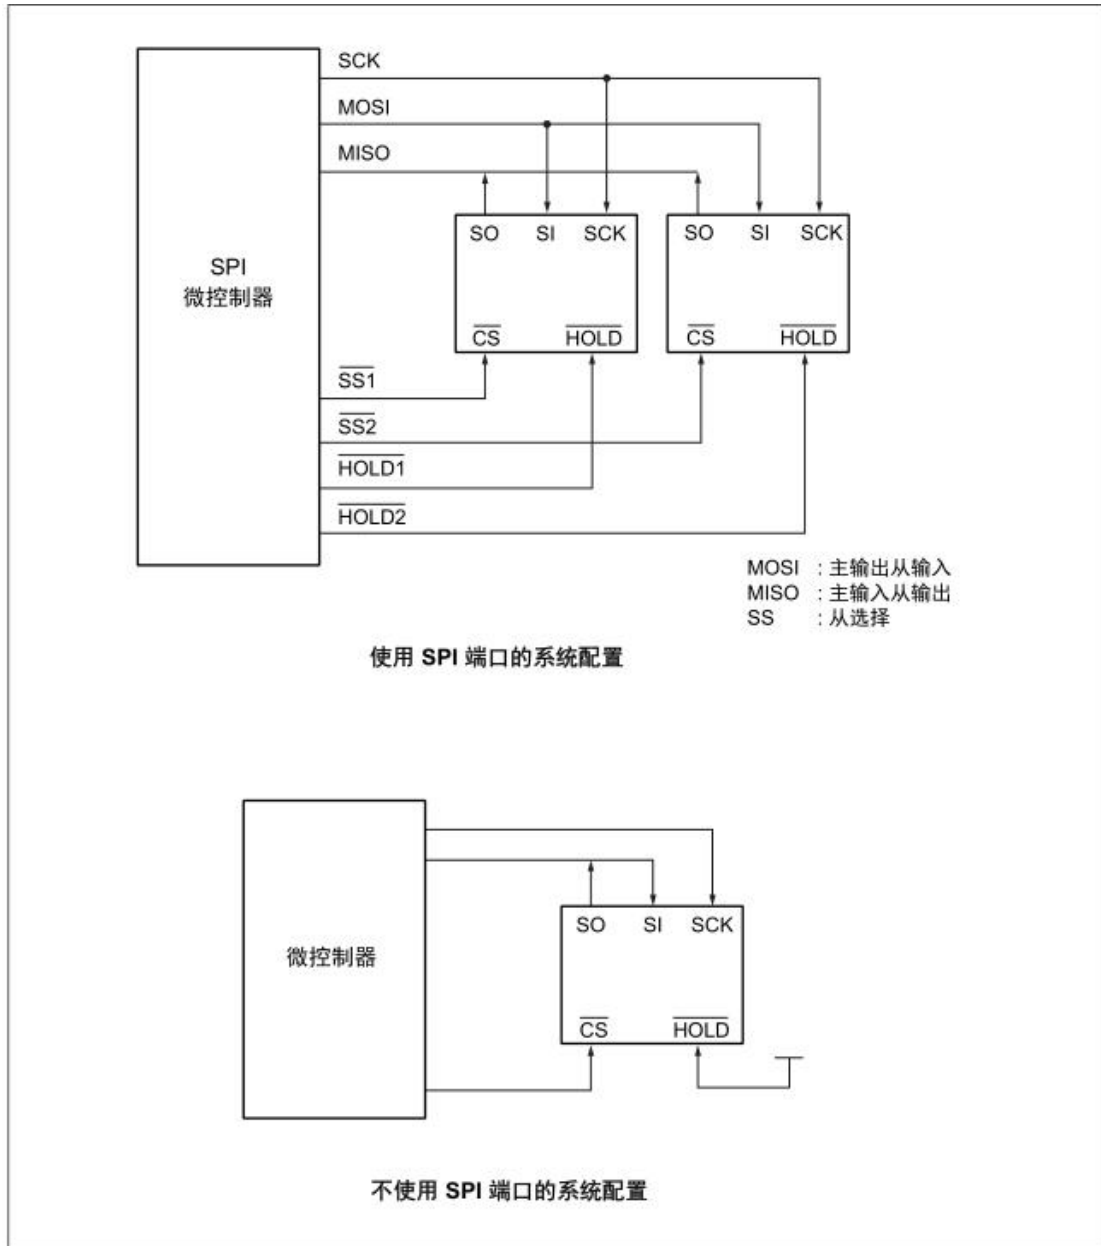 SCK
MOSI
MISO
SO SI SCK
SO SI SCK
SPI
微控制器
CS HOLD
CS HOLD
SS1
SS2
HOLD1
HOLD2
MOSI : 主输出从输入
MISO : 主输入从输出
SS : 从选择
使用 SPI 端口的系统配置
SO SI SCK
微控制器
CS HOLD
不使用 SPI 端口的系统配置